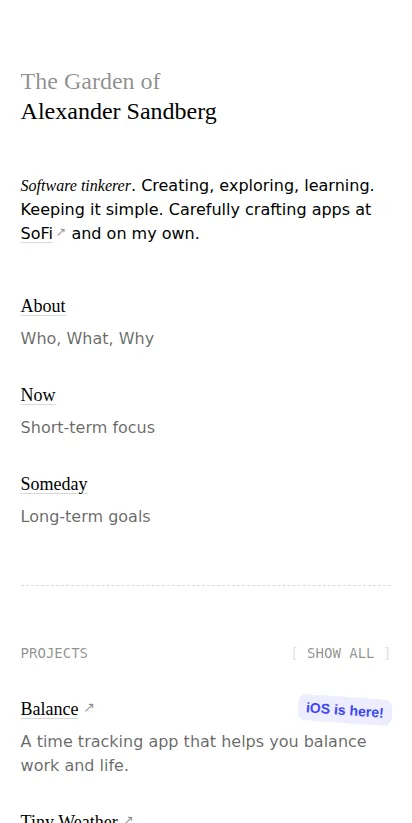 The Garden of
Alexander Sandberg
Software tinkerer. Creating, exploring, learning.
Keeping it simple. Carefully crafting apps at
SoFi ↗ and on my own.
About
Who, What, Why
Now
Short-term focus
Someday
Long-term goals
PROJECTS [ SHOW ALL ]
Balance ↗ iOS is here!
A time tracking app that helps you balance
work and life.
Tiny Weather ↗